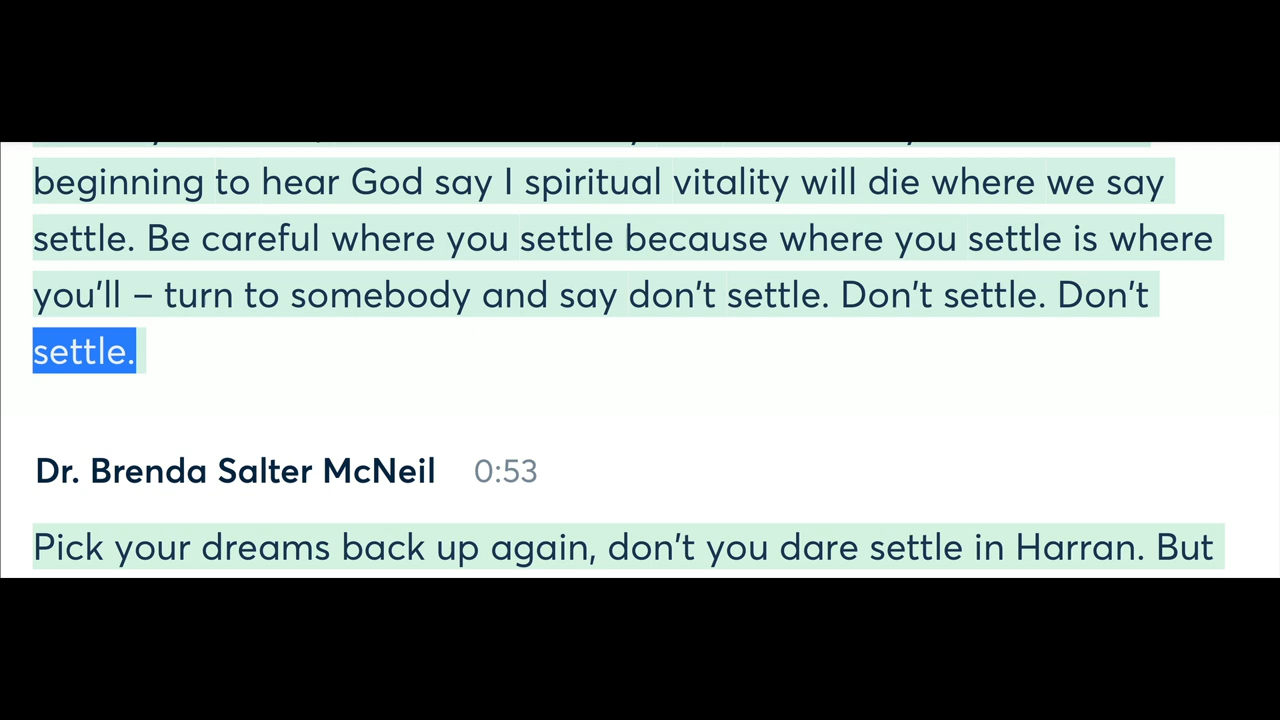 beginning to hear God say I spiritual vitality will die where we say
settle. Be careful where you settle because where you settle is where
you’ll – turn to somebody and say don’t settle. Don’t settle. Don’t
settle.
Dr. Brenda Salter McNeil 0:53
Pick your dreams back up again, don’t you dare settle in Harran. But